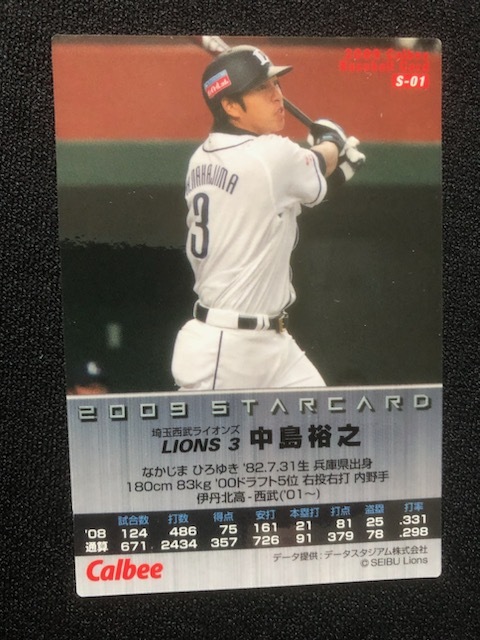 Baseball Card
S-01
NAKAJIMA
3
2009 STARCARD
埼玉西武ライオンズ
LIONS 3 中島裕之
なかじま ひろゆき '82.7.31生 兵庫県出身
180cm 83kg '00ドラフト5位 右投右打 内野手
伊丹北高-西武('01～)
試合数 打数 得点 安打 本塁打 打点 盗塁 打率
'08 124 486 75 161 21 81 25 .331
通算 671 2434 357 726 91 379 78 .298
データ提供:データスタジアム株式会社
Calbee
©SEIBU Lions